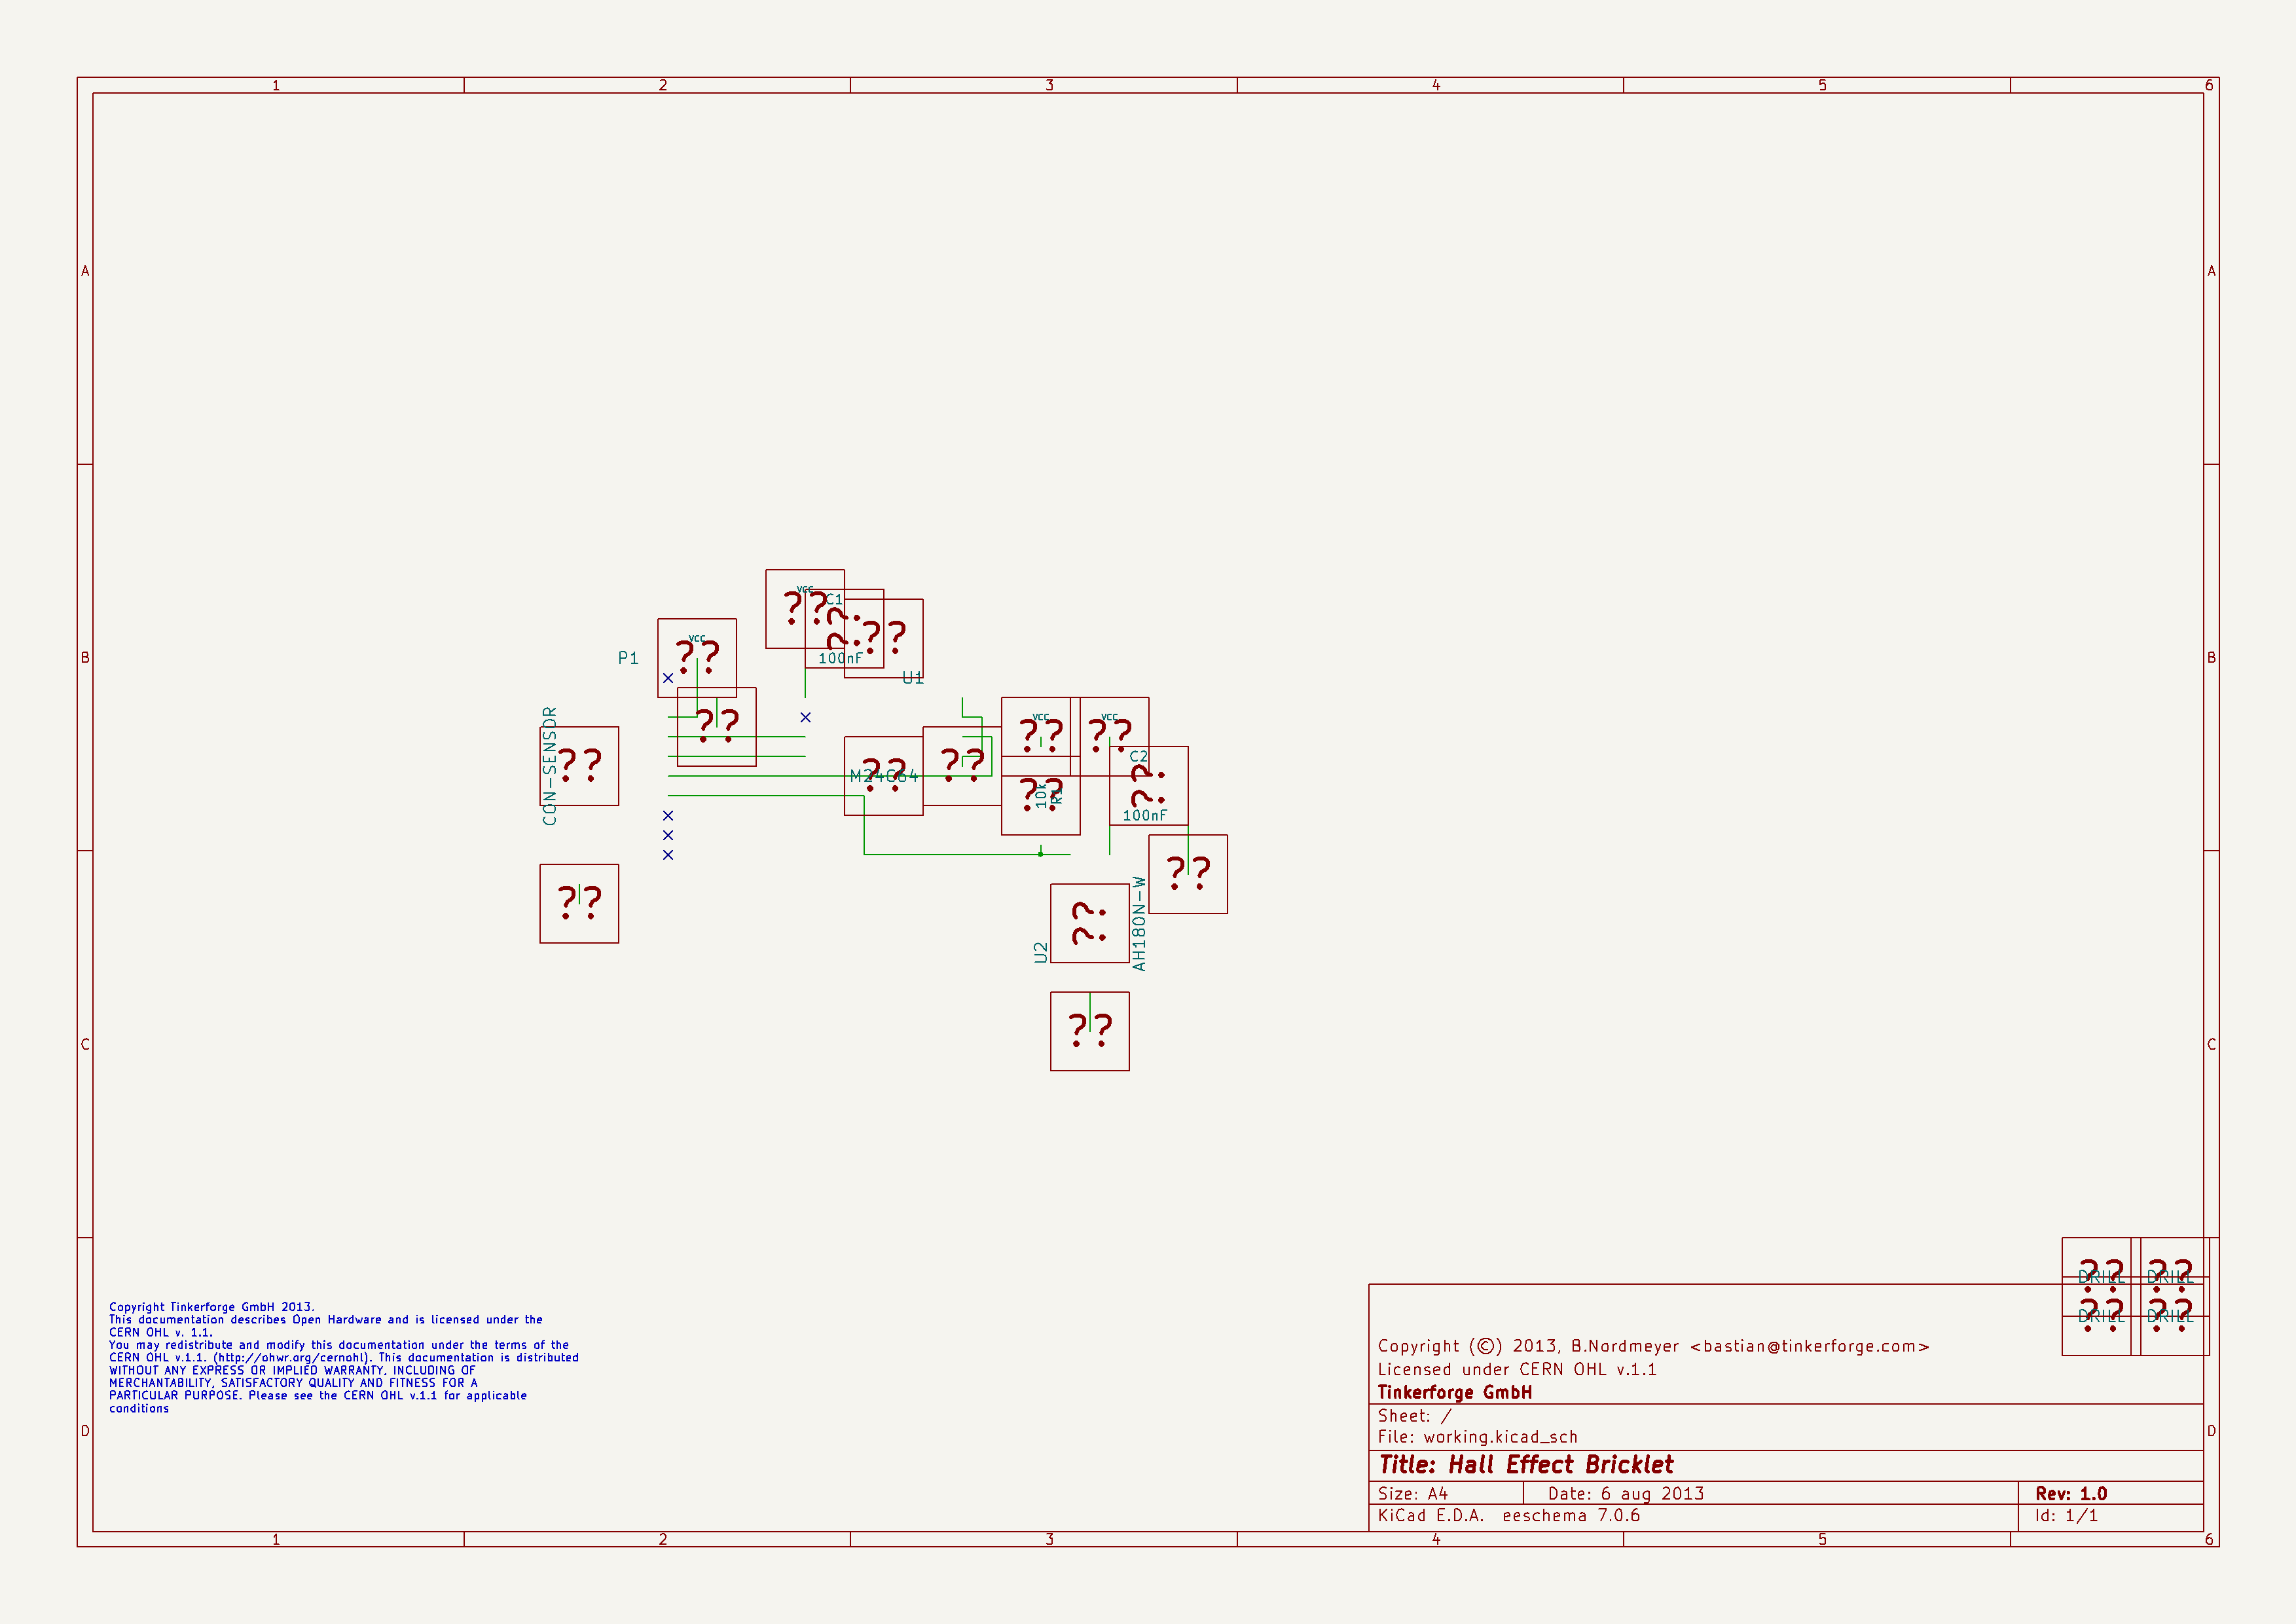 1 2 3 4 5 6
A A
B B
C C
D D
1 2 3 4 5 6
VCC
??
C1
??
??
100nF
VCC
??
P1
U1
??
CON-SENSOR
??
M24C64
??
??
VCC
??
VCC
??
C2
??
100nF
??
10k
R1
??
??
U2
??
AH180N-W
??
??
DRILL
??
DRILL
??
DRILL
??
DRILL
Copyright Tinkerforge GmbH 2013.
This documentation describes Open Hardware and is licensed under the
CERN OHL v. 1.1.
You may redistribute and modify this documentation under the terms of the
CERN OHL v.1.1. (http://ohwr.org/cernohl). This documentation is distributed
WITHOUT ANY EXPRESS OR IMPLIED WARRANTY, INCLUDING OF
MERCHANTABILITY, SATISFACTORY QUALITY AND FITNESS FOR A
PARTICULAR PURPOSE. Please see the CERN OHL v.1.1 for applicable
conditions
Copyright (©) 2013, B.Nordmeyer <bastian@tinkerforge.com>
Licensed under CERN OHL v.1.1
Tinkerforge GmbH
Sheet: /
File: working.kicad_sch
Title: Hall Effect Bricklet
Size: A4 Date: 6 aug 2013 Rev: 1.0
KiCad E.D.A. eeschema 7.0.6 Id: 1/1